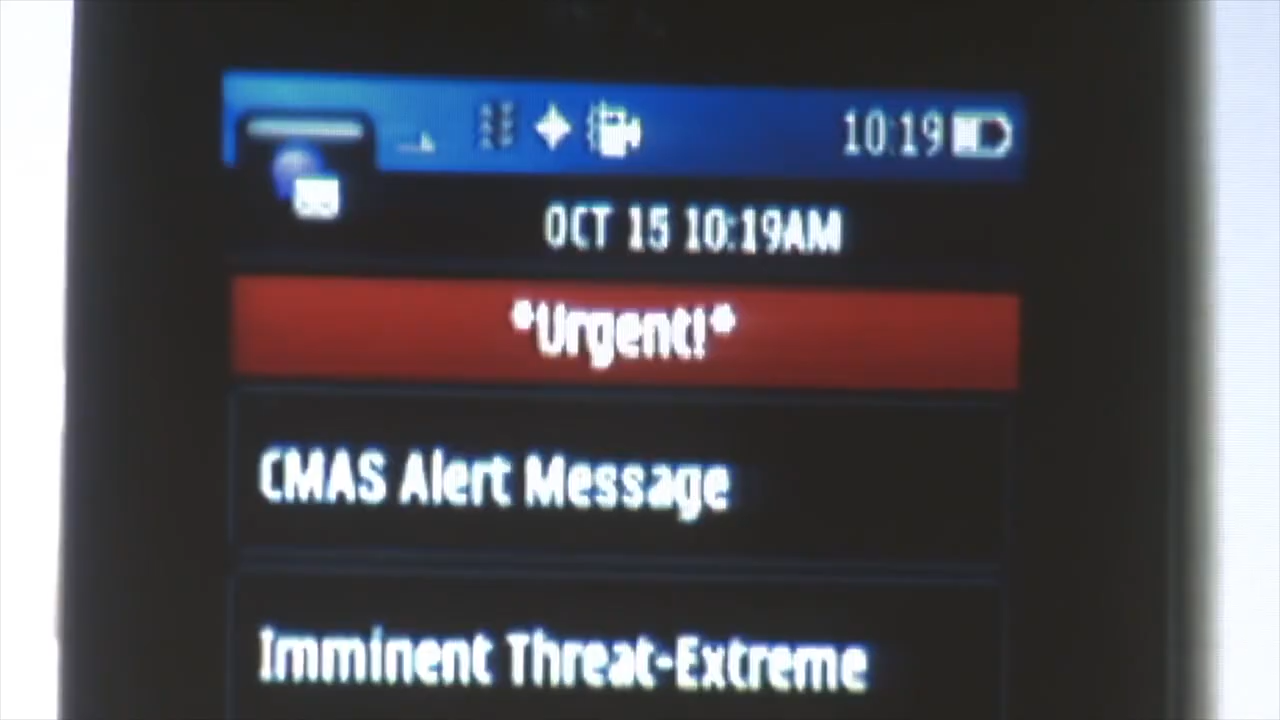 10:19
OCT 15 10:19AM
*Urgent!*
CMAS Alert Message
Imminent Threat-Extreme